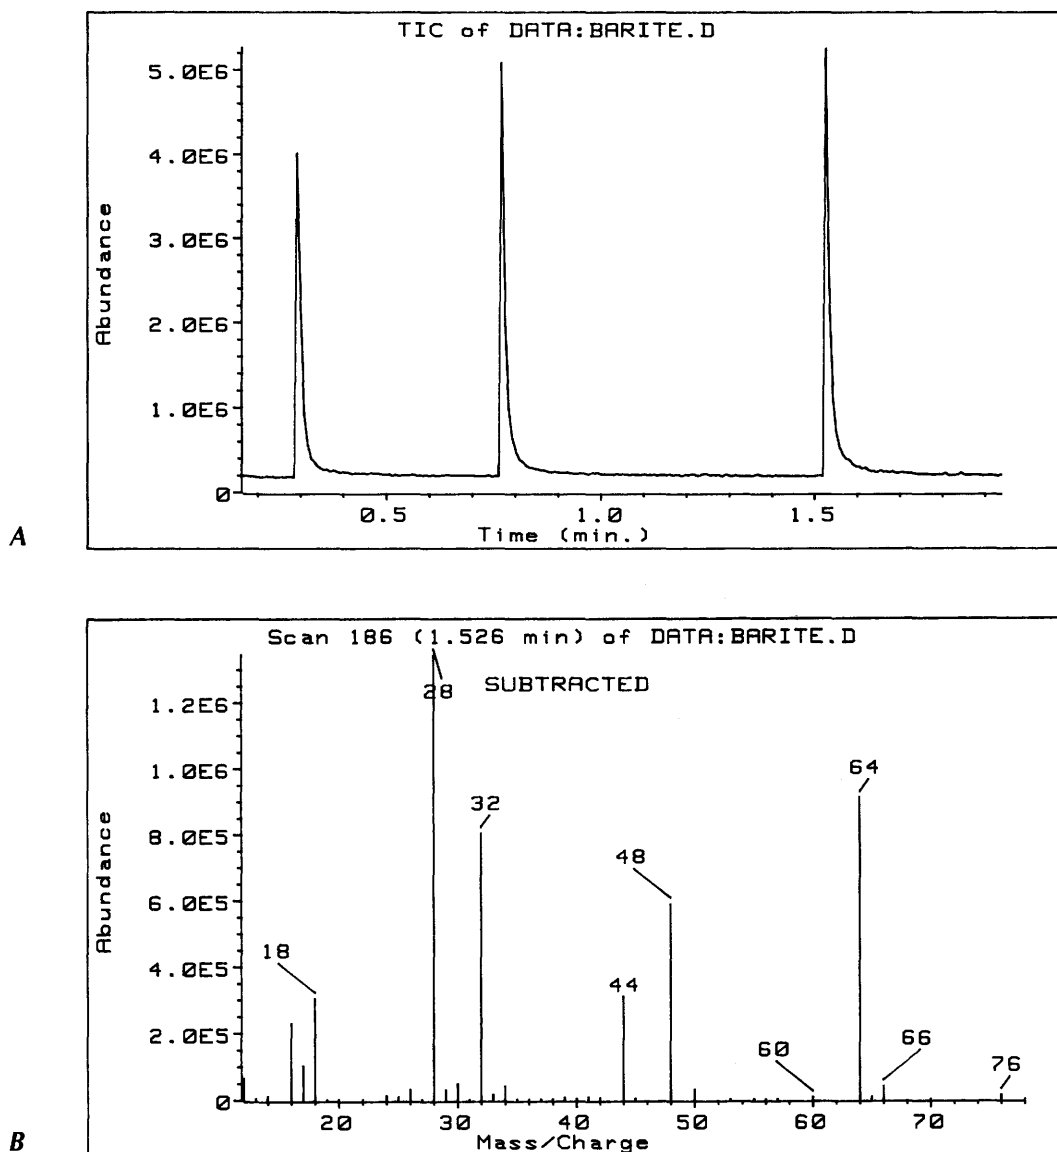 TIC of DATA:BARITE.D
5.0E6
4.0E6
3.0E6
2.0E6
1.0E6
0
Abundance
0.5 1.0 1.5
Time (min.)
A
Scan 186 (1.526 min) of DATA:BARITE.D
SUBTRACTED
28
1.2E6
1.0E6
8.0E5
6.0E5
4.0E5
2.0E5
0
Abundance
18
32
44
48
60
64
66
76
20 30 40 50 60 70
Mass/Charge
B